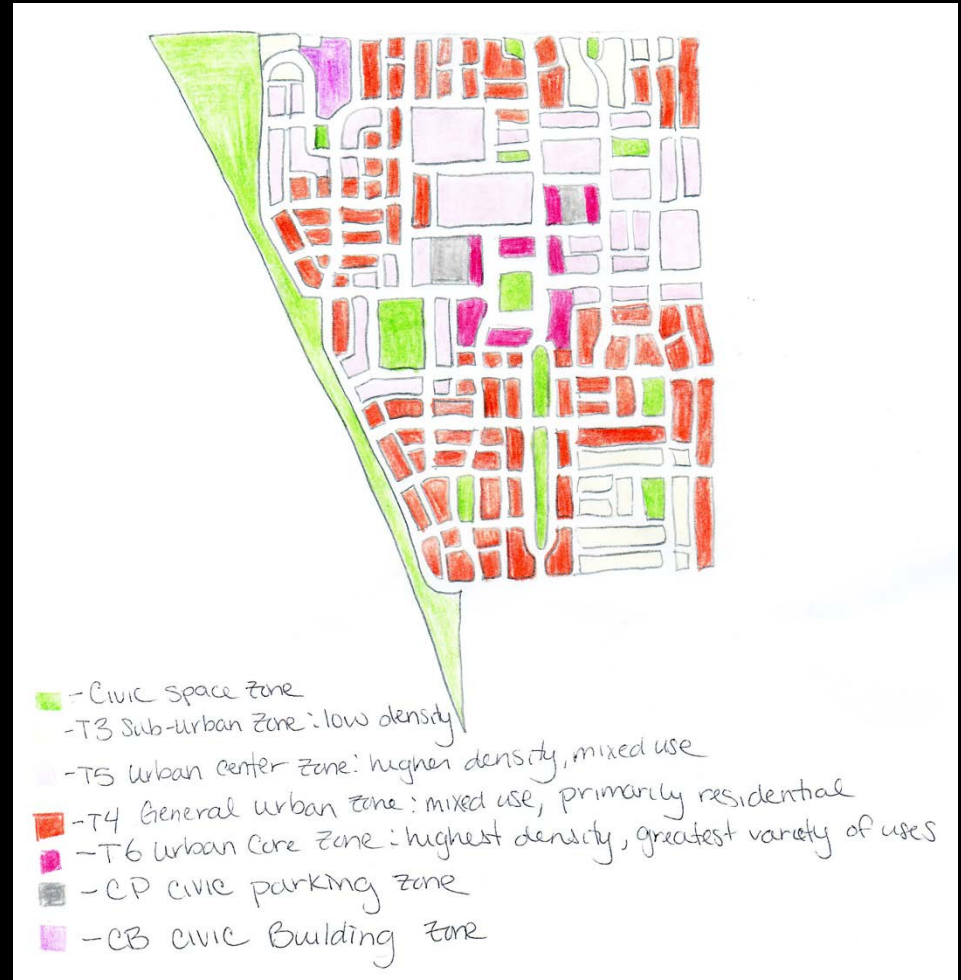 - Civic space zone
- T3 Sub-urban Zone: low density
- T5 urban center zone: higher density, mixed use
- T4 General urban zone: mixed use, primarily residential
- T6 urban Core Zone: highest density, greatest variety of uses
- CP civic parking zone
- CB civic Building zone